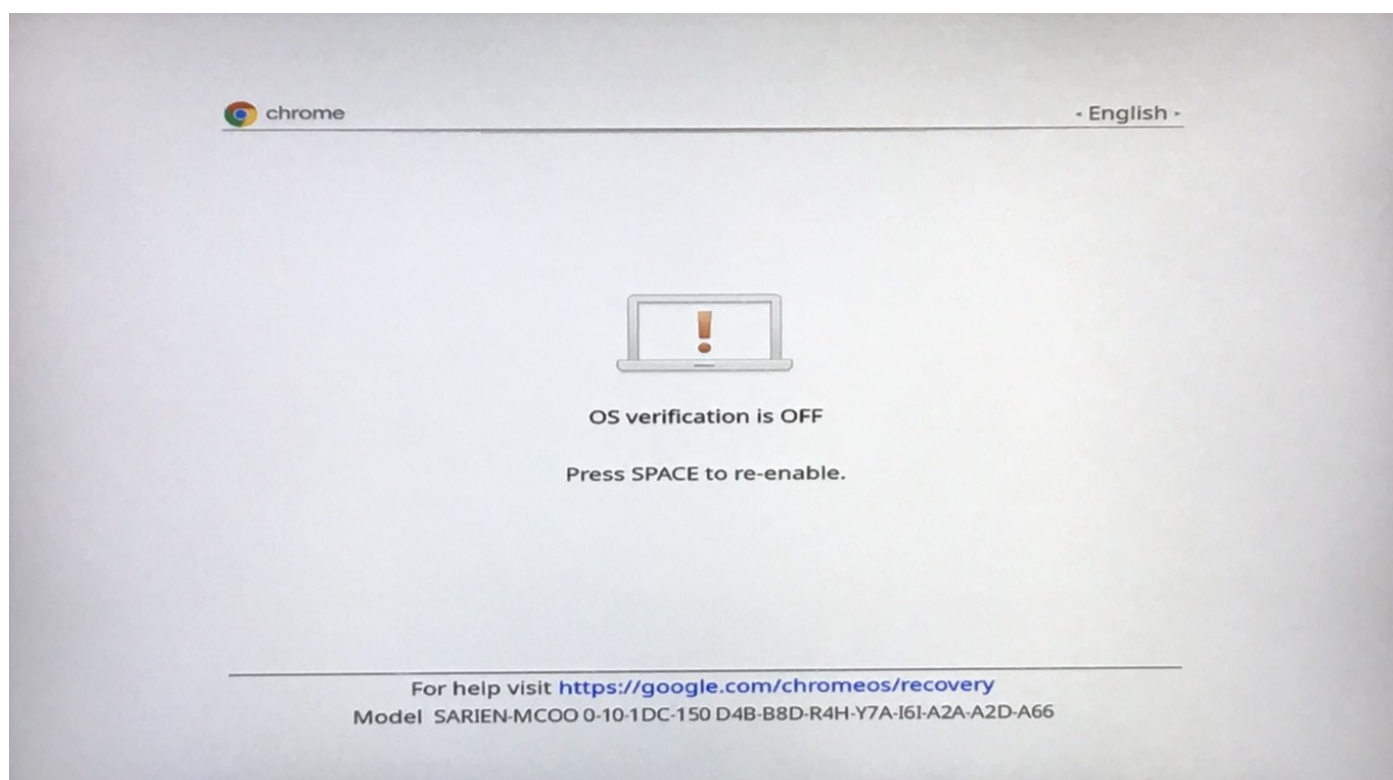 chrome
English
OS verification is OFF
Press SPACE to re-enable.
For help visit https://google.com/chromeos/recovery
Model SARIEN-MCOO 0-10-1DC-150 D4B-B8D-R4H-Y7A-I6I-A2A-A2D-A66